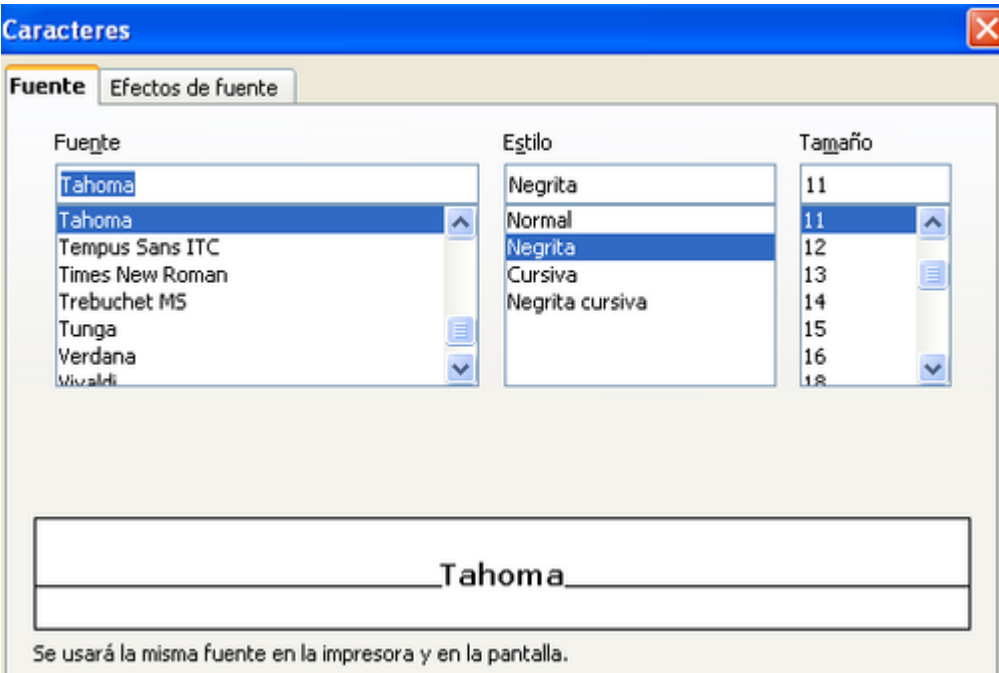 Caracteres
Fuente Efectos de fuente
Fuente Estilo Tamaño
Tahoma Negrita 11
Tahoma Normal 11
Tempus Sans ITC Negrita 12
Times New Roman Cursiva 13
Trebuchet MS Negrita cursiva 14
Tunga 15
Verdana 16
Vivaldi 18
Tahoma
Se usará la misma fuente en la impresora y en la pantalla.